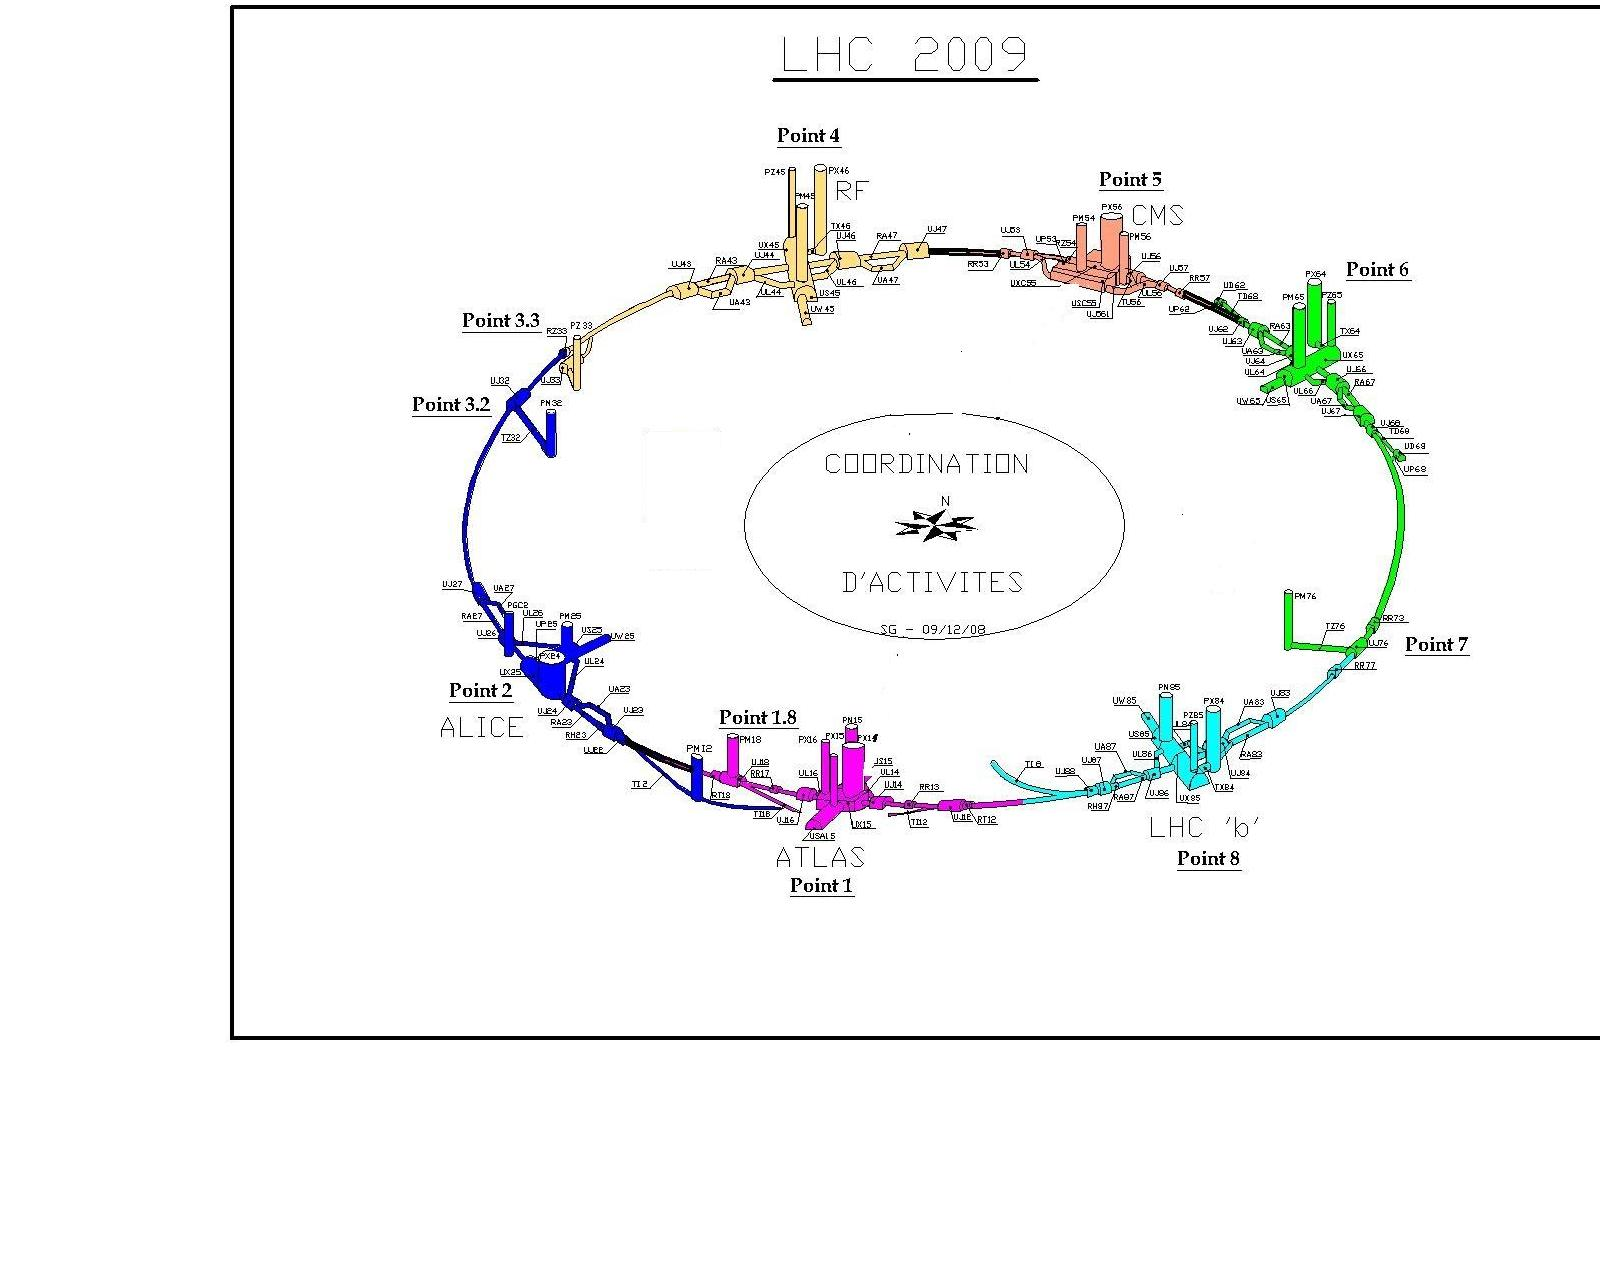 LHC 2009
Point 4
PZ45
PX46
PM45
RF
TX46
UJ46
UX45
UJ44
RA43
UJ43
UA43
UL44
US45
UW45
UL46
RA47
UA47
UJ47
Point 5
PX56
CMS
PM54
PM56
UJ53
UP53
RZ54
RR53
UL54
UXC55
USC55
UJ561
TU56
UL56
UJ56
UJ57
RR57
UP62
Point 6
PX64
PM65
PZ65
UD62
TD62
UJ62
UJ63
RA63
UA63
UJ64
UL64
TX64
UX65
UJ66
RA67
UL66
UA67
UJ67
UW65
US65
UJ68
TD68
UD68
UP68
Point 3.3
RZ33
PZ33
UJ33
Point 3.2
UJ32
PM32
TZ32
COORDINATION
N
D'ACTIVITES
SG - 09/12/08
UJ27
UA27
PGC2
RA27
UL26
UP25
PM25
US25
UW25
UJ26
PX24
UL24
UX25
Point 2
ALICE
UA23
UJ24
RA23
UJ23
RH23
UJ22
TI2
PMI2
Point 1.8
PM18
UJ18
RR17
RT18
TI18
UJ16
UL16
PX16
PX15
PM15
PX14
US15
UL14
UJ14
RR13
USA15
UX15
TI12
UJ12
RT12
ATLAS
Point 1
PM76
TZ76
RR73
UJ76
Point 7
RR77
PM85
PX84
UW85
PZ85
UL84
US85
UA83
UJ83
UA87
UL86
UJ87
TI8
UJ88
RA83
UJ84
TX84
RH87
RA87
UJ86
UX85
LHC 'b'
Point 8